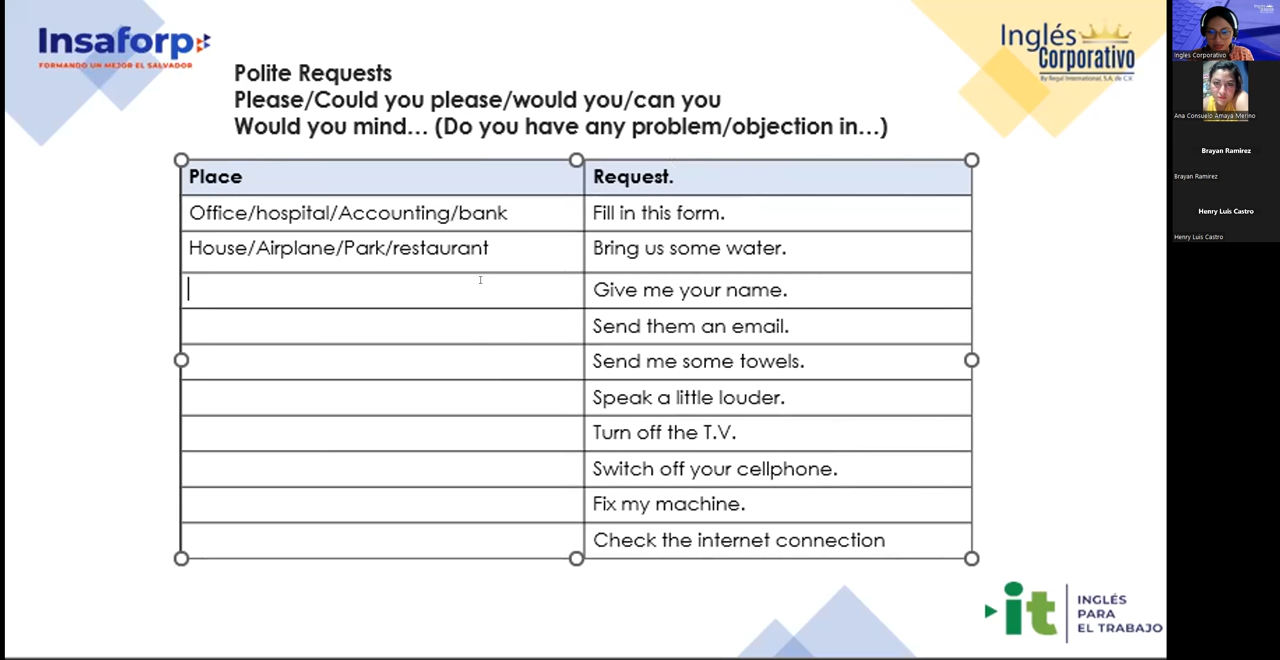 Insaforp
FORMANDO UN MEJOR EL SALVADOR
Inglés
Corporativo
By Regal International, S.A. de C.V.
Polite Requests
Please/Could you please/would you/can you
Would you mind... (Do you have any problem/objection in...)
Place Request.
Office/hospital/Accounting/bank Fill in this form.
House/Airplane/Park/restaurant Bring us some water.
Give me your name.
Send them an email.
Send me some towels.
Speak a little louder.
Turn off the T.V.
Switch off your cellphone.
Fix my machine.
Check the internet connection
it
INGLÉS
PARA
EL TRABAJO
Ingles Corporativo
Ana Consuelo Amaya Merino
Brayan Ramirez
Brayan Ramirez
Henry Luis Castro
Henry Luis Castro